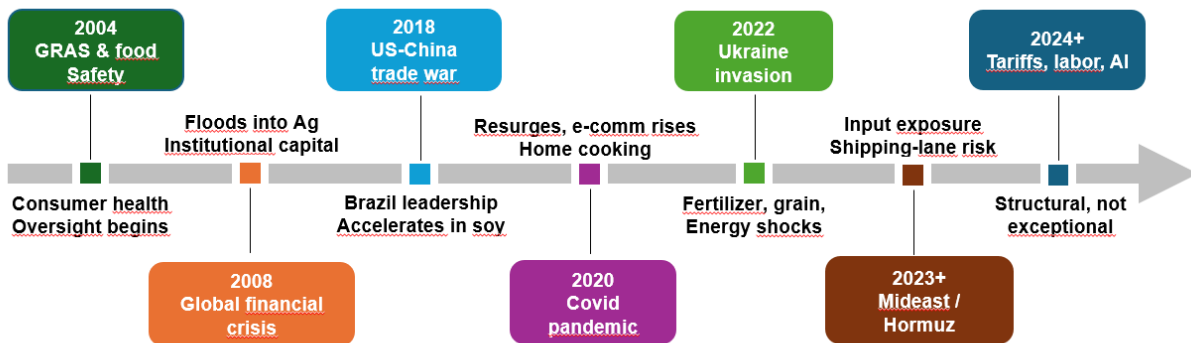 2004
GRAS & food
Safety
Consumer health
Oversight begins
Floods into Ag
Institutional capital
2008
Global financial
crisis
2018
US-China
trade war
Brazil leadership
Accelerates in soy
Resurges, e-comm rises
Home cooking
2020
Covid
pandemic
2022
Ukraine
invasion
Fertilizer, grain,
Energy shocks
Input exposure
Shipping-lane risk
2023+
Mideast /
Hormuz
2024+
Tariffs, labor, AI
Structural, not
exceptional